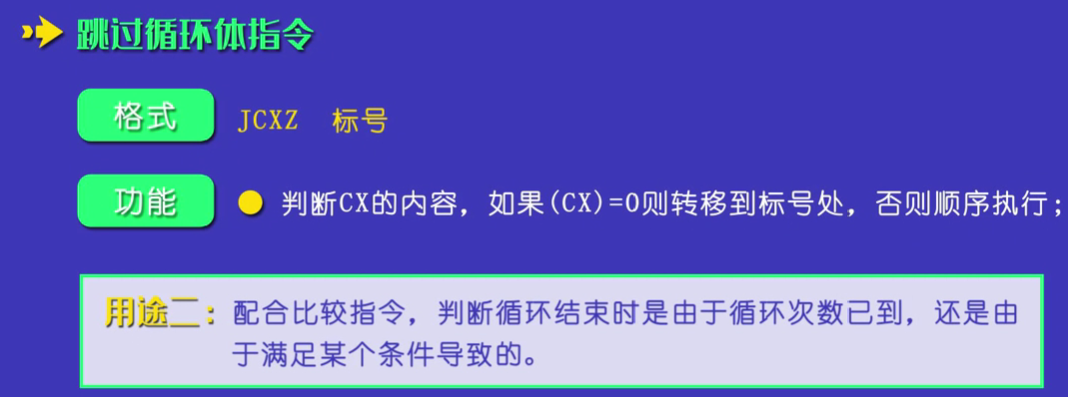 跳过循环体指令
格式 JCXZ 标号
功能 判断CX的内容，如果(CX)=0则转移到标号处，否则顺序执行；
用途二：配合比较指令，判断循环结束时是由于循环次数已到，还是由
于满足某个条件导致的。